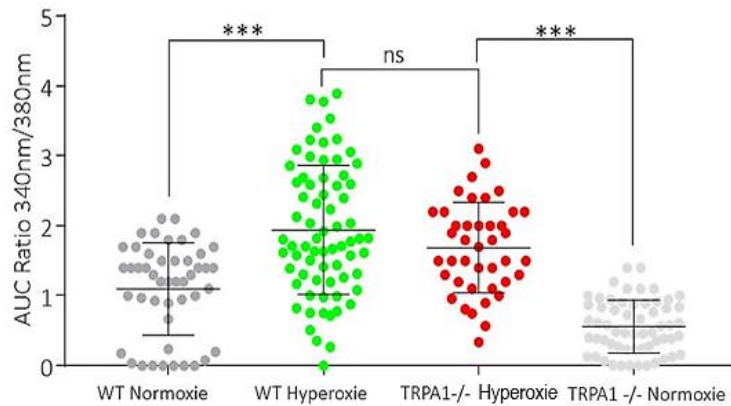 5
4
3
2
1
0
AUC Ratio 340nm/380nm
***
ns
***
WT Normoxie
WT Hyperoxie
TRPA1-/- Hyperoxie
TRPA1 -/- Normoxie